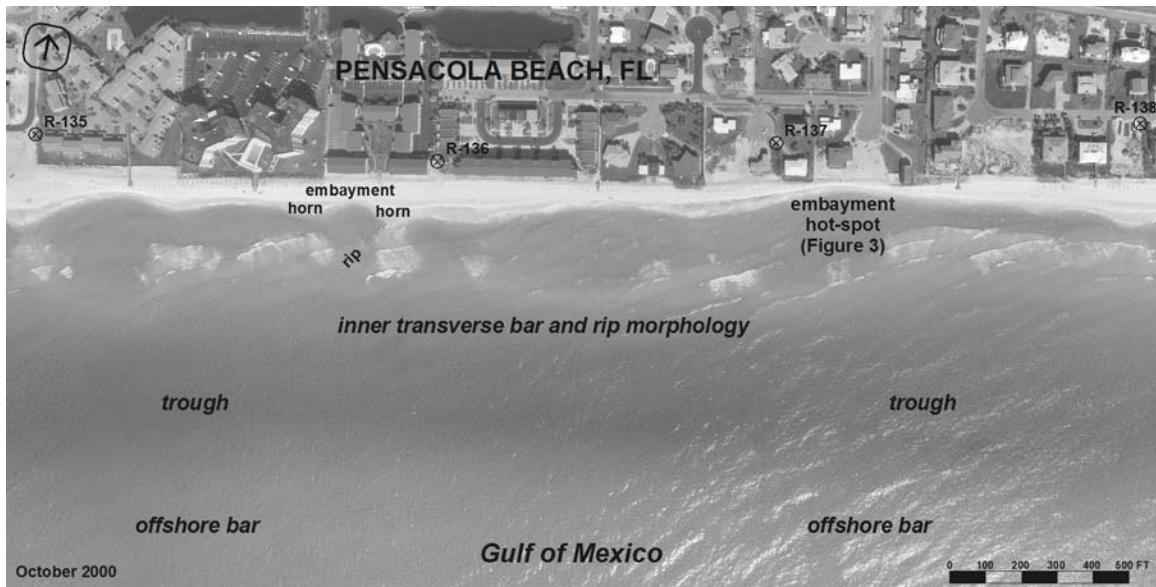 PENSACOLA BEACH, FL
R-135
R-136
R-137
R-138
embayment
horn
horn
rip
embayment
hot-spot
(Figure 3)
inner transverse bar and rip morphology
trough
trough
offshore bar
offshore bar
Gulf of Mexico
October 2000
0 100 200 300 400 500 FT